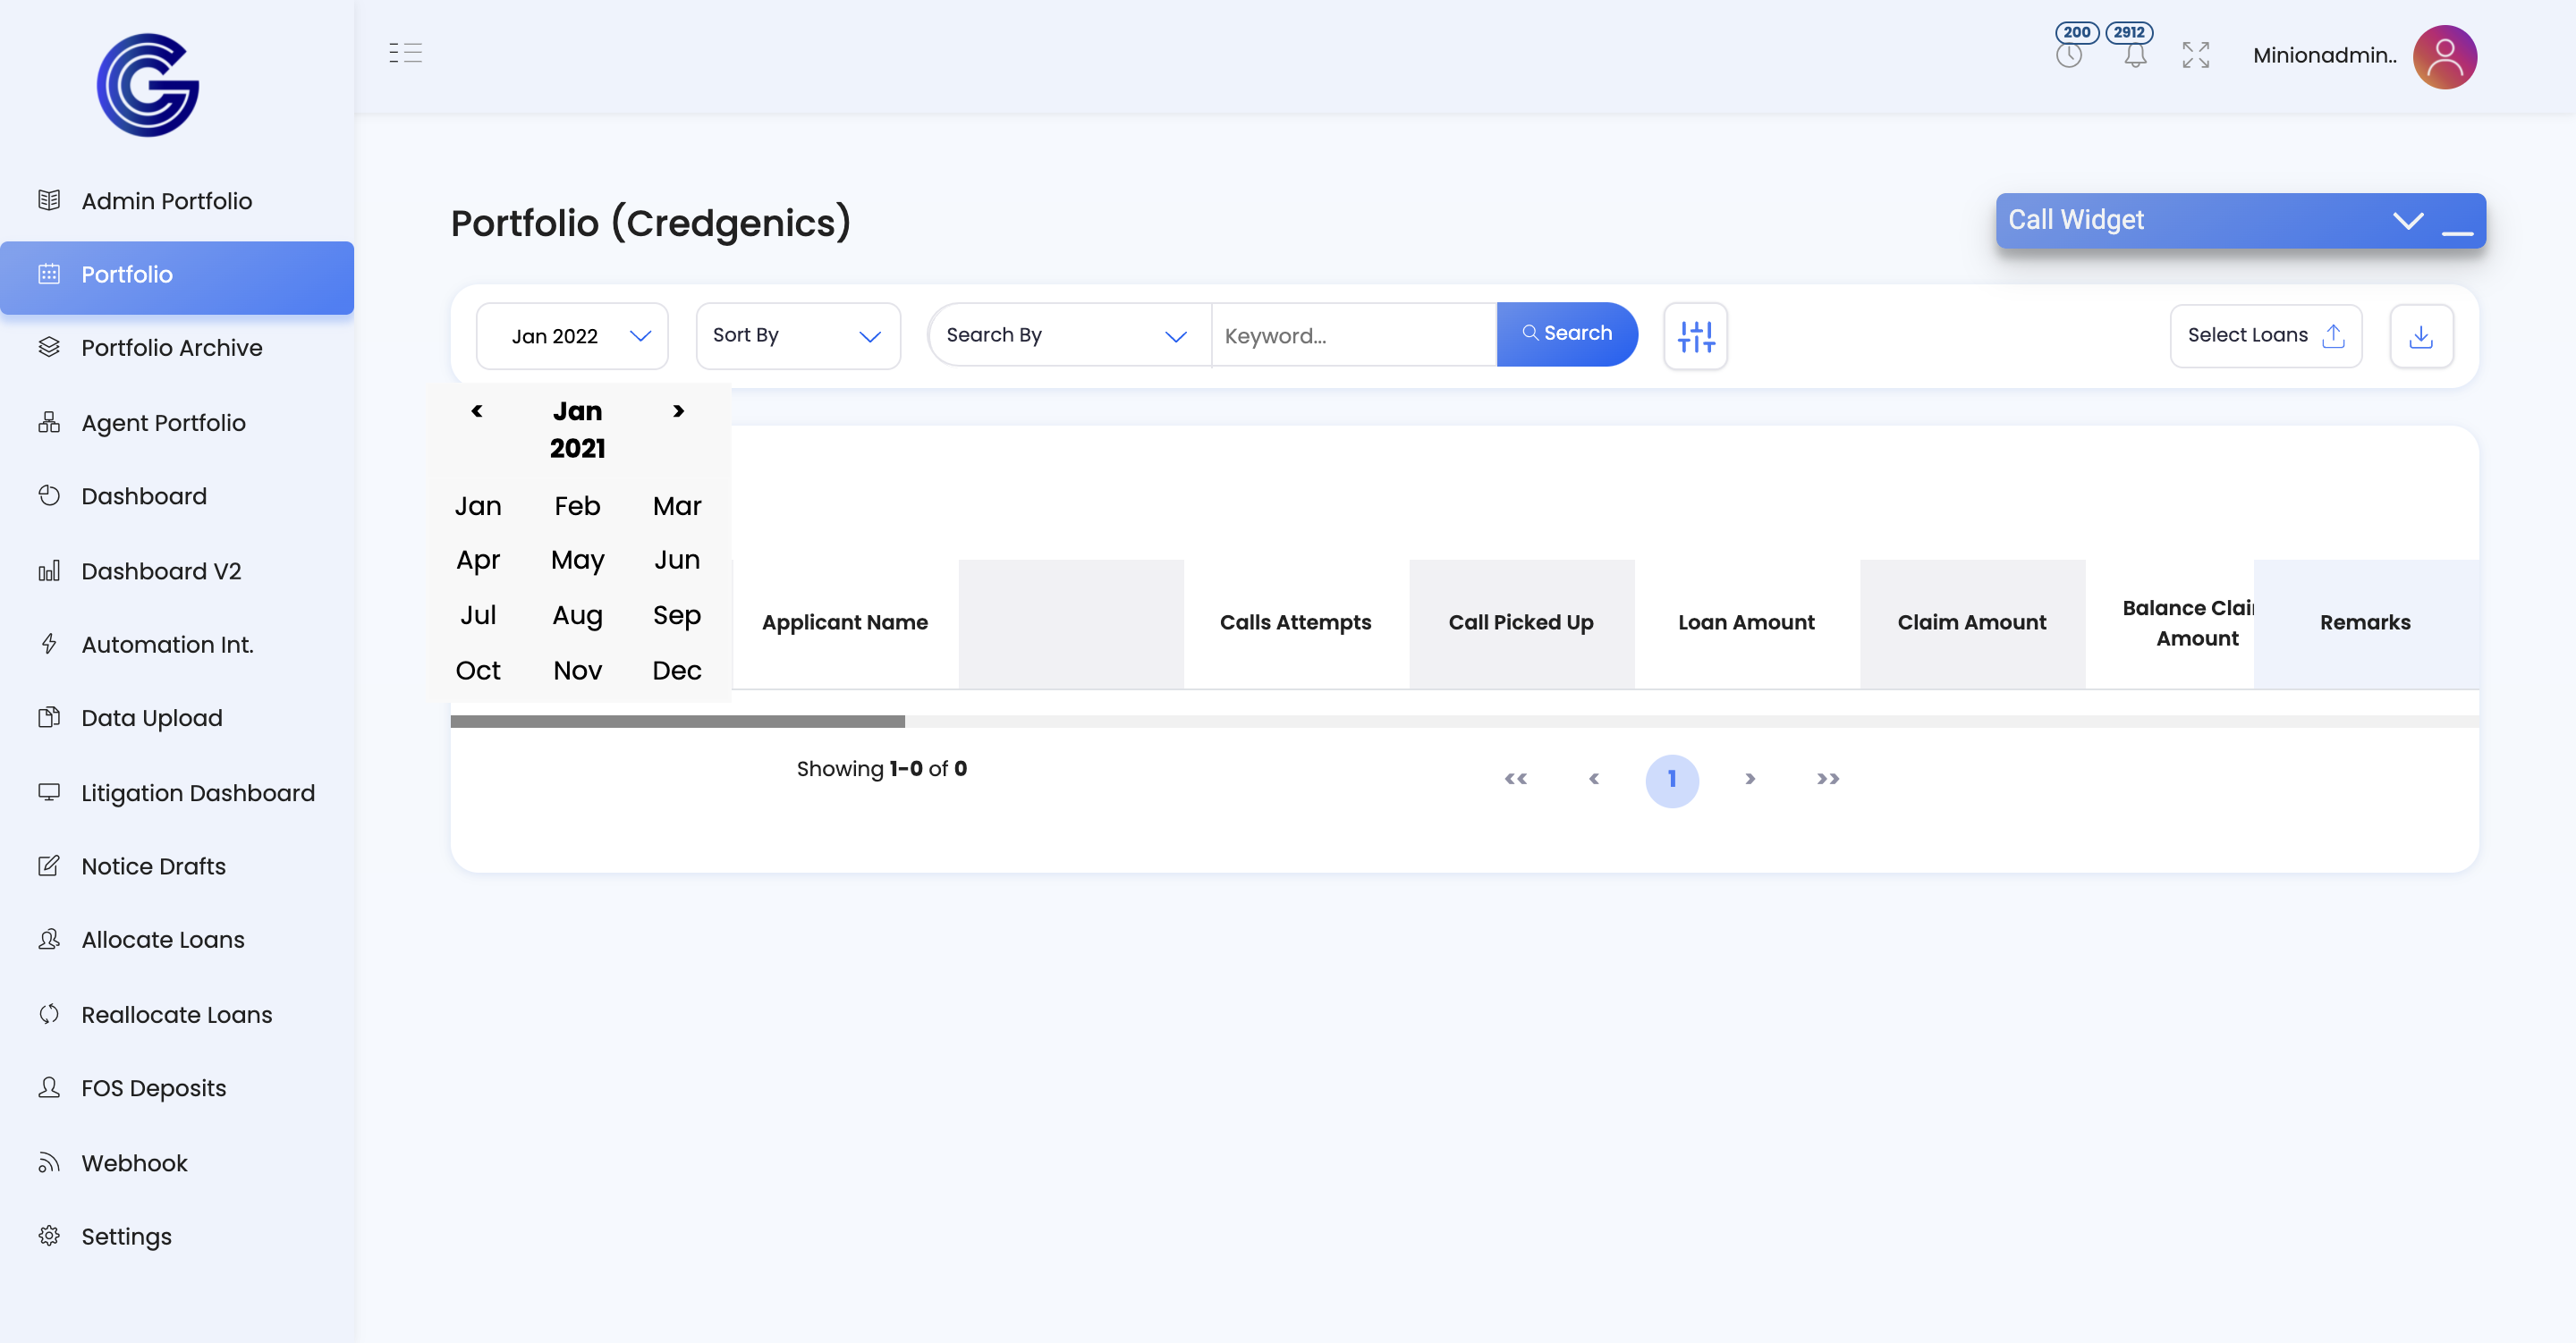 200
2912
Minionadmin..
Admin Portfolio
Portfolio
Portfolio Archive
Agent Portfolio
Dashboard
Dashboard V2
Automation Int.
Data Upload
Litigation Dashboard
Notice Drafts
Allocate Loans
Reallocate Loans
FOS Deposits
Webhook
Settings
Portfolio (Credgenics)
Call Widget
Jan 2022
Sort By
Search By
Keyword...
Search
Select Loans
< Jan >
2021
Jan Feb Mar
Apr May Jun
Jul Aug Sep
Oct Nov Dec
Applicant Name
Calls Attempts
Call Picked Up
Loan Amount
Claim Amount
Balance Clai
Amount
Remarks
Showing 1-0 of 0
<< < 1 > >>